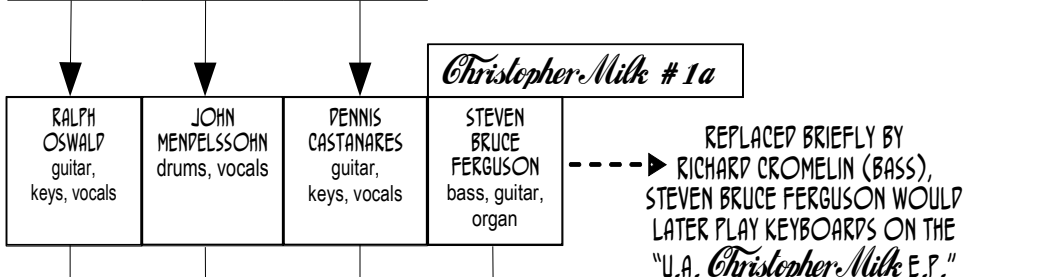 Christopher Milk # 1a
RALPH
OSWALD
guitar,
keys, vocals
JOHN
MENDELSSOHN
drums, vocals
DENNIS
CASTANARES
guitar,
keys, vocals
STEVEN
BRUCE
FERGUSON
bass, guitar,
organ
REPLACED BRIEFLY BY
RICHARD CROMELIN (BASS),
STEVEN BRUCE FERGUSON WOULD
LATER PLAY KEYBOARDS ON THE
"U.A. Christopher Milk E.P."